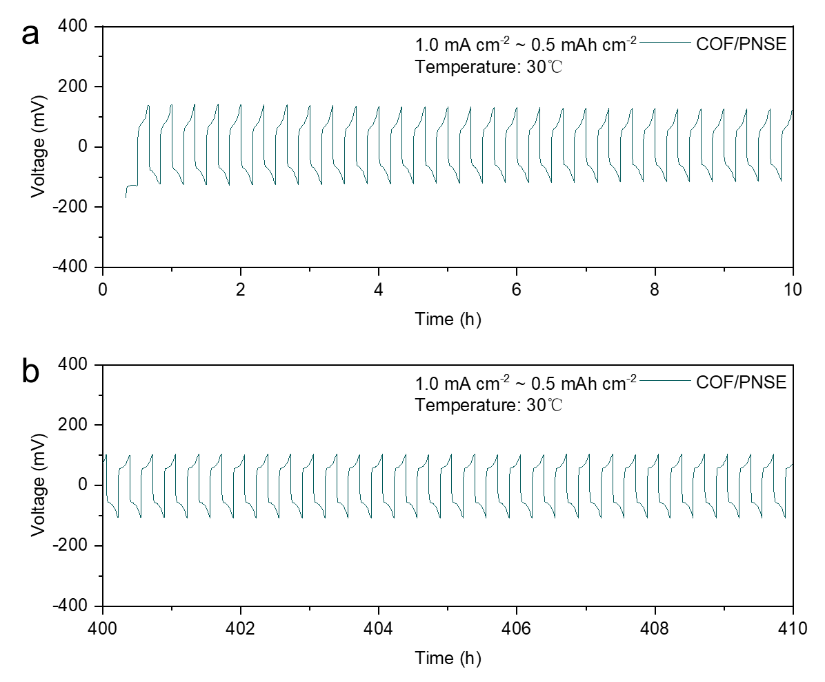 a
400
200
0
-200
-400
Voltage (mV)
1.0 mA cm-2 ~ 0.5 mAh cm-2
COF/PNSE
Temperature: 30℃
0 2 4 6 8 10
Time (h)
b
400
200
0
-200
-400
Voltage (mV)
1.0 mA cm-2 ~ 0.5 mAh cm-2
COF/PNSE
Temperature: 30℃
400 402 404 406 408 410
Time (h)